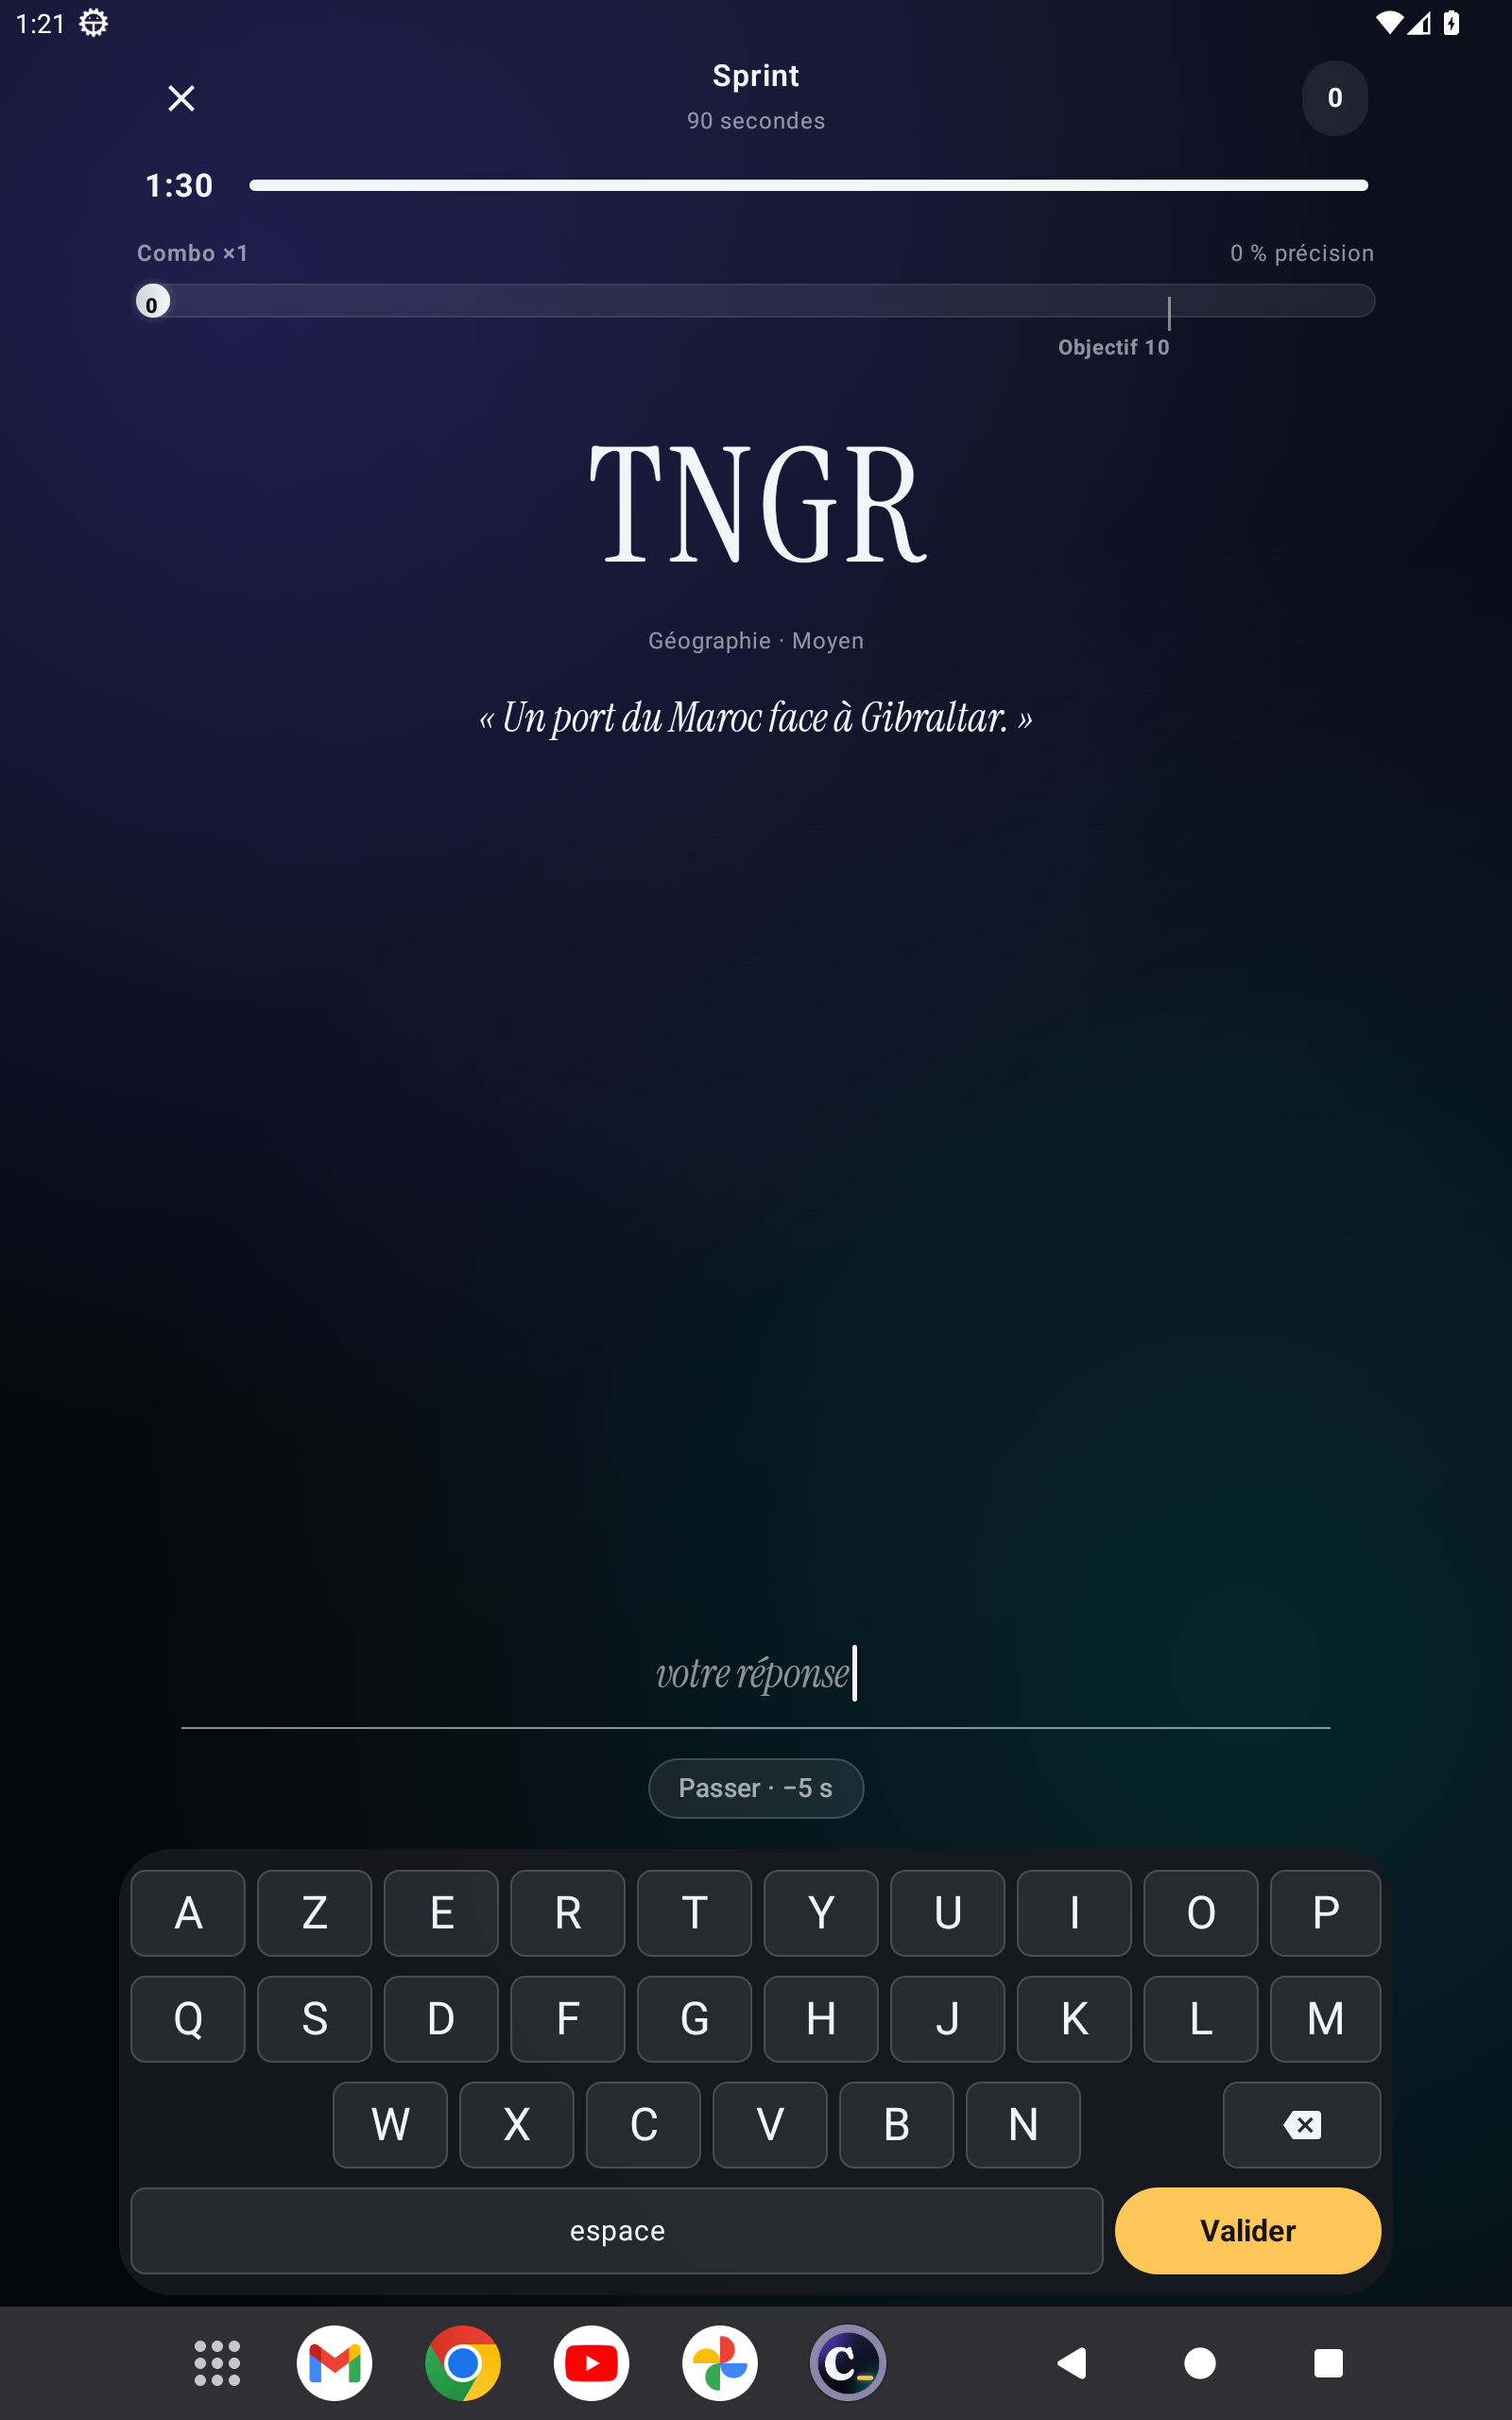 1:21
Sprint
90 secondes
0
1:30
Combo ×1
0 % précision
0
Objectif 10
TNGR
Géographie · Moyen
« Un port du Maroc face à Gibraltar. »
votre réponse
Passer · −5 s
A Z E R T Y U I O P
Q S D F G H J K L M
W X C V B N
espace
Valider
C_